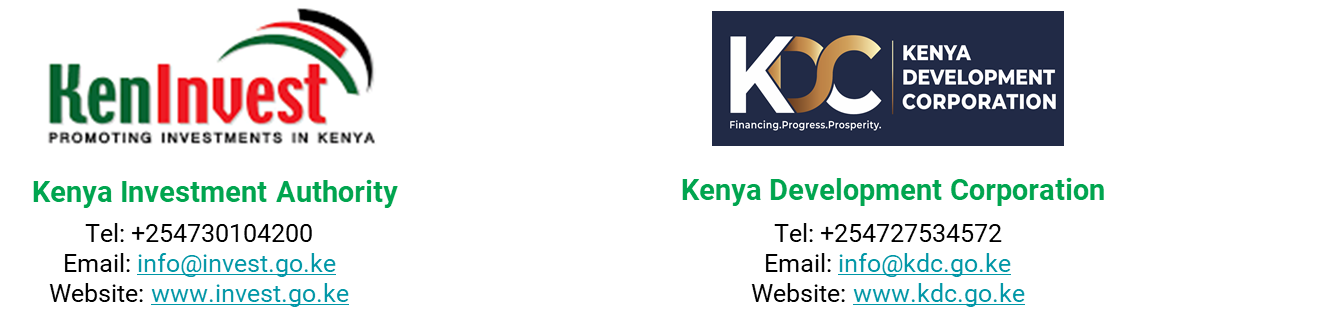 KenInvest
PROMOTING INVESTMENTS IN KENYA
Kenya Investment Authority
Tel: +254730104200
Email: info@invest.go.ke
Website: www.invest.go.ke
KDC
KENYA
DEVELOPMENT
CORPORATION
Financing.Progress.Prosperity.
Kenya Development Corporation
Tel: +254727534572
Email: info@kdc.go.ke
Website: www.kdc.go.ke